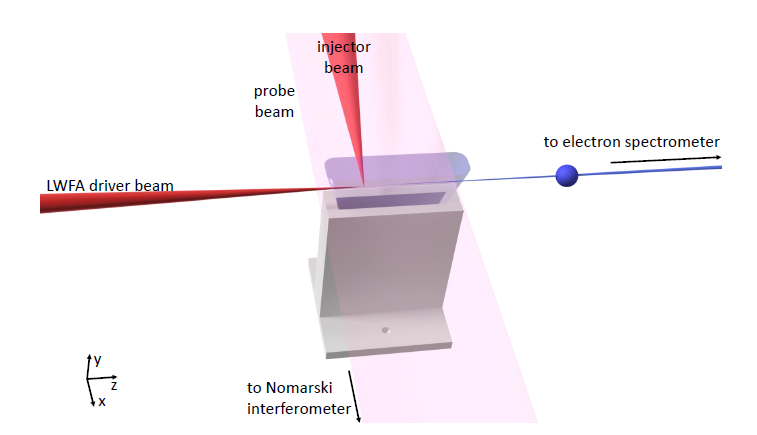 injector
beam
probe
beam
to electron spectrometer
LWFA driver beam
y
z
x
to Nomarski
interferometer